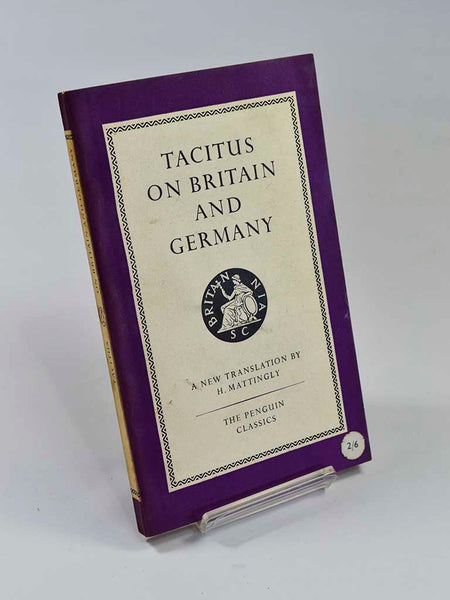 TACITUS
ON BRITAIN
AND
GERMANY
BRITAN NIA
SC
A NEW TRANSLATION BY
H. MATTINGLY
THE PENGUIN
CLASSICS
2/6